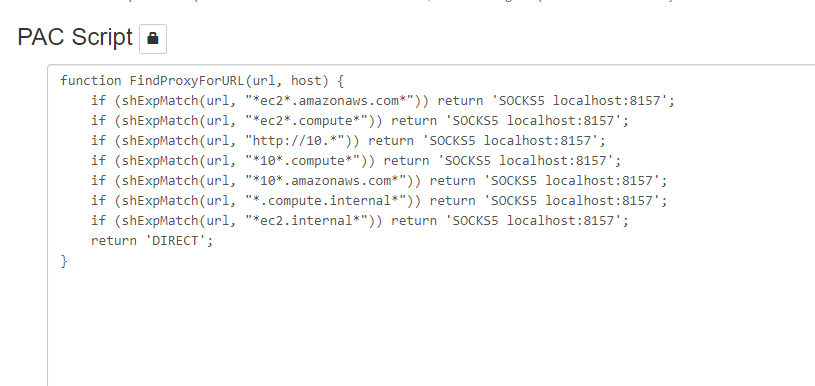 PAC Script
function FindProxyForURL(url, host) {
    if (shExpMatch(url, "*ec2*.amazonaws.com*")) return 'SOCKS5 localhost:8157';
    if (shExpMatch(url, "*ec2*.compute*")) return 'SOCKS5 localhost:8157';
    if (shExpMatch(url, "http://10.*")) return 'SOCKS5 localhost:8157';
    if (shExpMatch(url, "*10*.compute*")) return 'SOCKS5 localhost:8157';
    if (shExpMatch(url, "*10*.amazonaws.com*")) return 'SOCKS5 localhost:8157';
    if (shExpMatch(url, "*.compute.internal*")) return 'SOCKS5 localhost:8157';
    if (shExpMatch(url, "*ec2.internal*")) return 'SOCKS5 localhost:8157';
    return 'DIRECT';
}